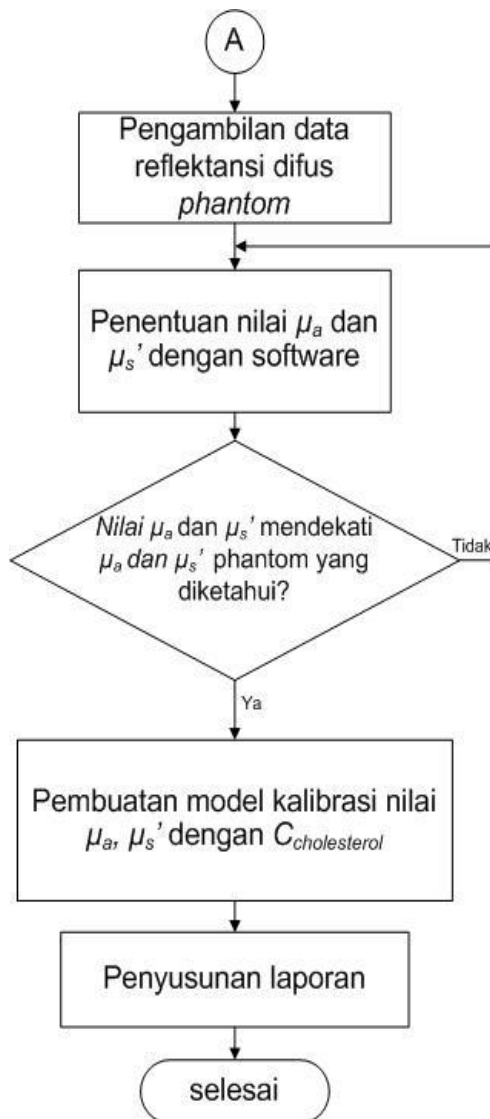 A
Pengambilan data
reflektansi difus
phantom
Penentuan nilai μa dan
μs’ dengan software
Nilai μa dan μs’ mendekati
μa dan μs’ phantom yang
diketahui?
Tidak
Ya
Pembuatan model kalibrasi nilai
μa, μs’ dengan Ccholesterol
Penyusunan laporan
selesai